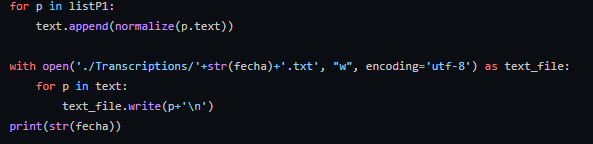 for p in listP1:
    text.append(normalize(p.text))

with open('./Transcriptions/'+str(fecha)+'.txt', "w", encoding='utf-8') as text_file:
    for p in text:
        text_file.write(p+'\n')
print(str(fecha))